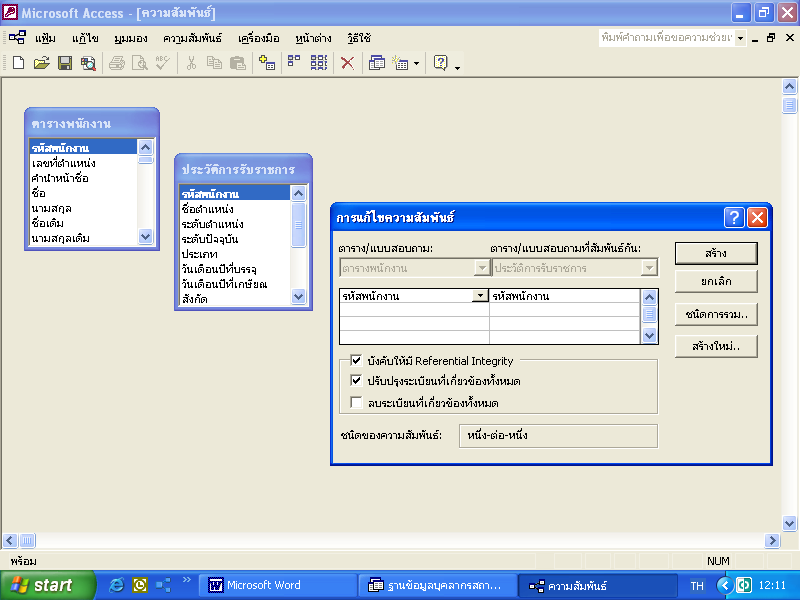 Microsoft Access - [ความสัมพันธ์]
แฟ้ม แก้ไข มุมมอง ความสัมพันธ์ เครื่องมือ หน้าต่าง วิธีใช้
พิมพ์คำถามเพื่อขอความช่วย
ตารางพนักงาน
รหัสพนักงาน
เลขที่ตำแหน่ง
คำนำหน้าชื่อ
ชื่อ
นามสกุล
ชื่อเดิม
นามสกุลเดิม
ประวัติการรับราชการ
รหัสพนักงาน
ชื่อตำแหน่ง
ระดับตำแหน่ง
ระดับปัจจุบัน
ประเภท
วันเดือนปีที่บรรจุ
วันเดือนปีที่เกษียณ
สังกัด
การแก้ไขความสัมพันธ์
ตาราง/แบบสอบถาม: ตาราง/แบบสอบถามที่สัมพันธ์กัน:
ตารางพนักงาน ประวัติการรับราชการ
รหัสพนักงาน รหัสพนักงาน
บังคับให้มี Referential Integrity
ปรับปรุงระเบียนที่เกี่ยวข้องทั้งหมด
ลบระเบียนที่เกี่ยวข้องทั้งหมด
ชนิดของความสัมพันธ์: หนึ่ง-ต่อ-หนึ่ง
สร้าง
ยกเลิก
ชนิดการรวม..
สร้างใหม่..
พร้อม NUM
start Microsoft Word ฐานข้อมูลบุคลากรสถา... ความสัมพันธ์ TH 12:11